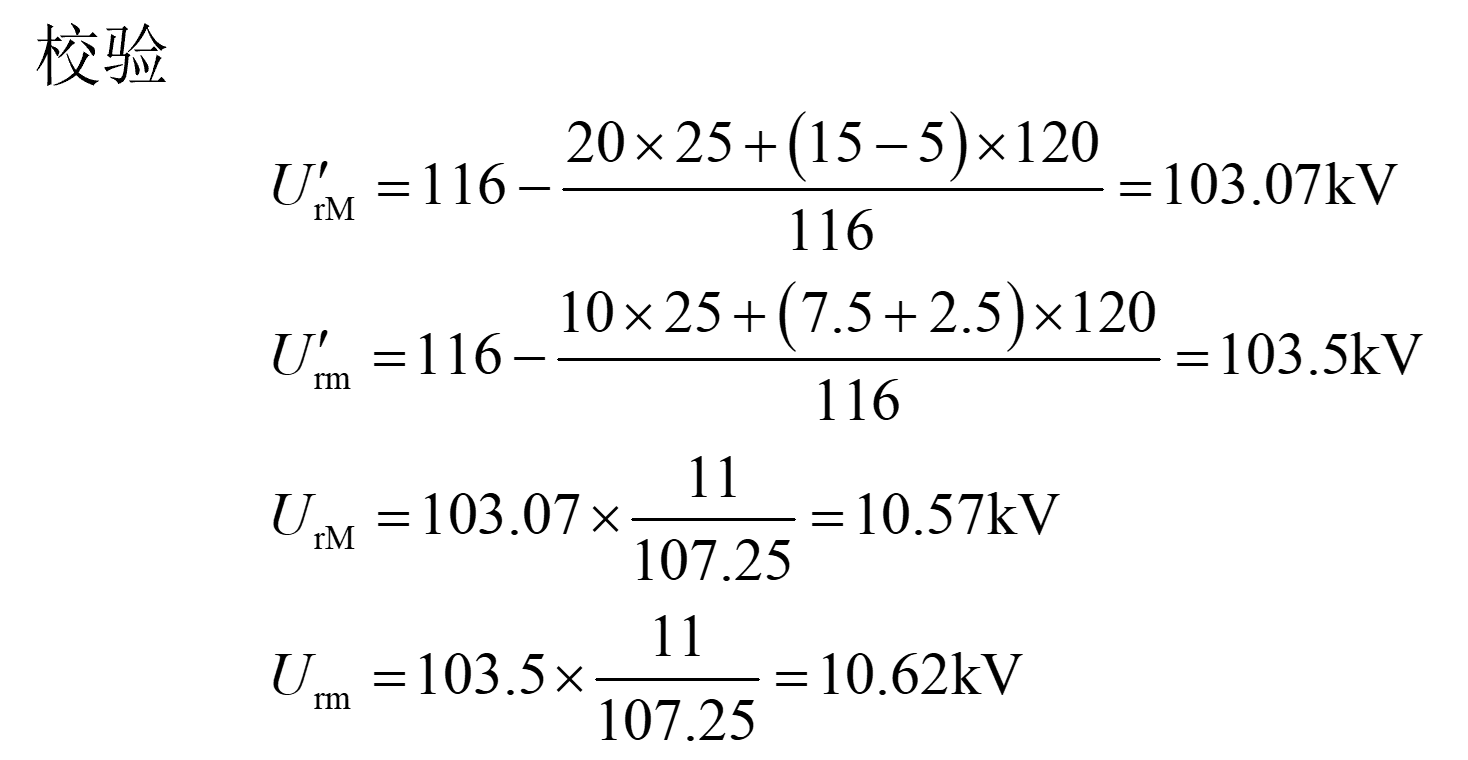 校验
U′rM = 116 − (20 × 25 + (15 − 5) × 120) / 116 = 103.07kV
U′rm = 116 − (10 × 25 + (7.5 + 2.5) × 120) / 116 = 103.5kV
UrM = 103.07 × 11 / 107.25 = 10.57kV
Urm = 103.5 × 11 / 107.25 = 10.62kV